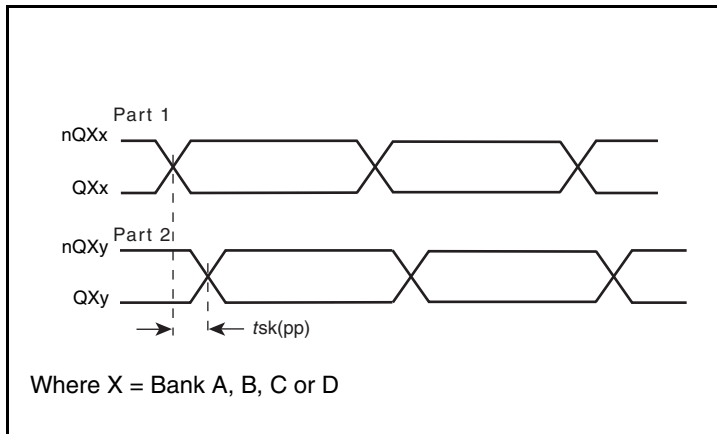 Part 1
nQXx
QXx
Part 2
nQXy
QXy
tsk(pp)
Where X = Bank A, B, C or D